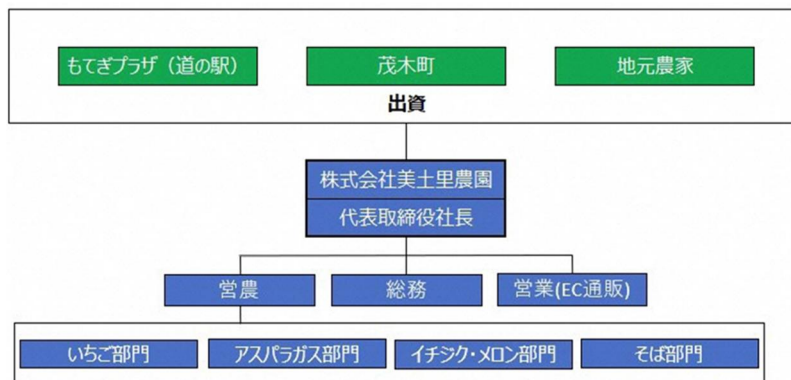 もてぎプラザ（道の駅）
茂木町
地元農家
出資
株式会社美土里農園
代表取締役社長
営農
総務
営業(EC通販)
いちご部門
アスパラガス部門
イチジク・メロン部門
そば部門